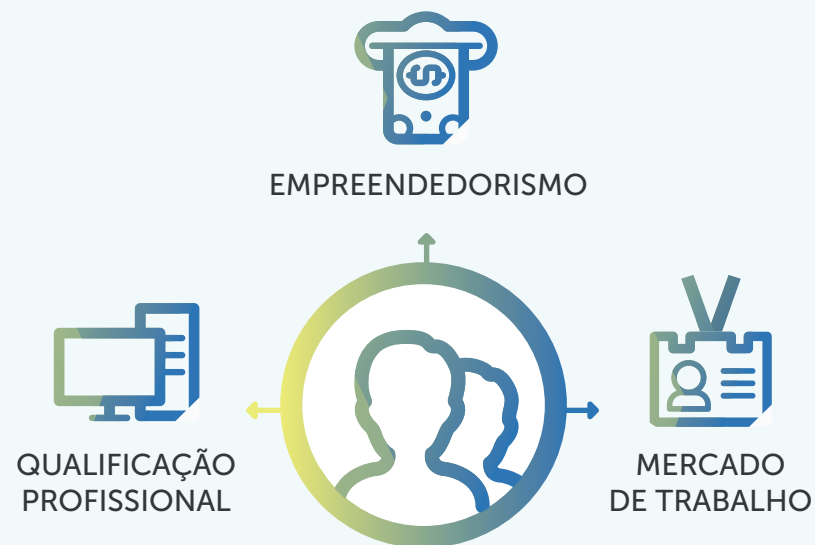 EMPREENDEDORISMO
QUALIFICAÇÃO
PROFISSIONAL
MERCADO
DE TRABALHO